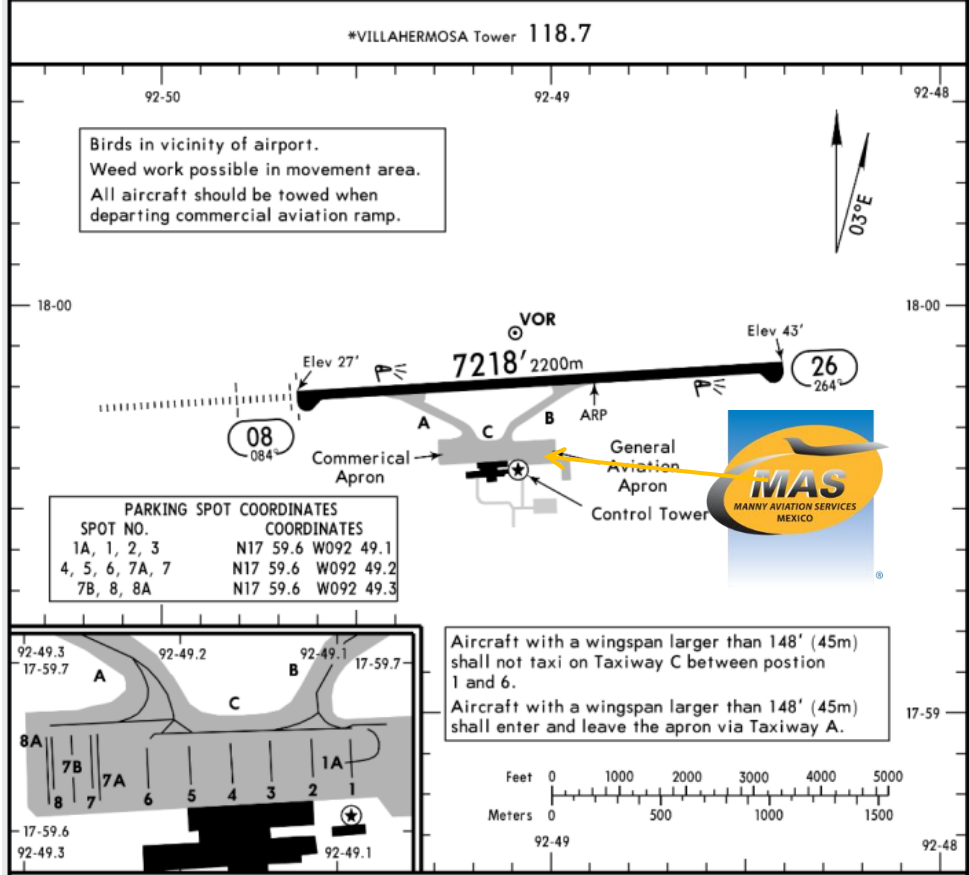 *VILLAHERMOSA Tower 118.7
92-50
92-49
92-48
Birds in vicinity of airport.
Weed work possible in movement area.
All aircraft should be towed when
departing commercial aviation ramp.
03°E
18-00
18-00
VOR
Elev 27'
7218' 2200m
Elev 43'
26
264°
08
084°
A
C
B
ARP
Commerical
Apron
General
Aviation
Apron
Control Tower
MAS
MANNY AVIATION SERVICES
MEXICO
®
PARKING SPOT COORDINATES
SPOT NO. COORDINATES
1A, 1, 2, 3 N17 59.6 W092 49.1
4, 5, 6, 7A, 7 N17 59.6 W092 49.2
7B, 8, 8A N17 59.6 W092 49.3
92-49.3
17-59.7
92-49.2
92-49.1
17-59.7
A
B
C
8A
7B
7A
1A
8 7 6 5 4 3 2 1
17-59.6
92-49.3
92-49.1
Aircraft with a wingspan larger than 148' (45m)
shall not taxi on Taxiway C between postion
1 and 6.
Aircraft with a wingspan larger than 148' (45m)
shall enter and leave the apron via Taxiway A.
17-59
Feet 0 1000 2000 3000 4000 5000
Meters 0 500 1000 1500
92-49
92-48